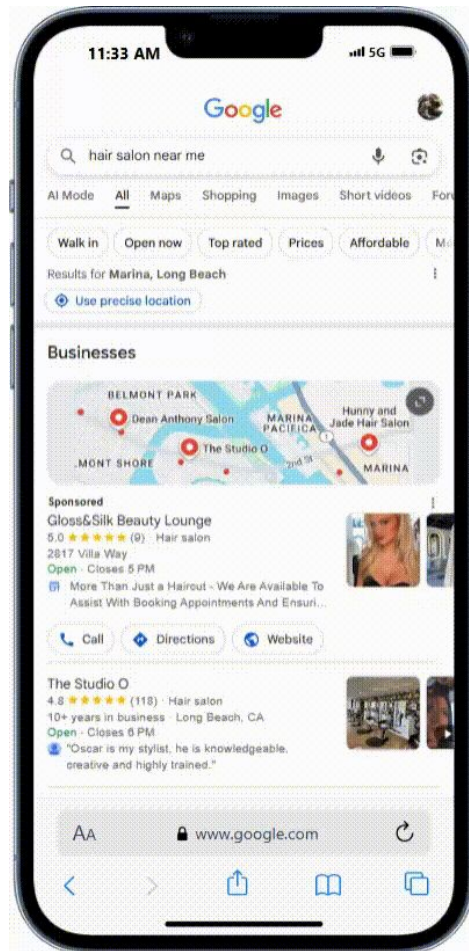 11:33 AM
5G
Google
hair salon near me
AI Mode All Maps Shopping Images Short videos
Walk in Open now Top rated Prices Affordable
Results for Marina, Long Beach
Use precise location
Businesses
BELMONT PARK
Dean Anthony Salon
MARINA
PACIFICA
Hunny and
Jade Hair Salon
1
The Studio O
2nd St
MONT SHORE
MARINA
Sponsored
Gloss&Silk Beauty Lounge
5.0 (9) · Hair salon
2817 Villa Way
Open · Closes 5 PM
More Than Just a Haircut - We Are Available To
Assist With Booking Appointments And Ensuri...
Call Directions Website
The Studio O
4.8 (118) · Hair salon
10+ years in business · Long Beach, CA
Open · Closes 6 PM
"Oscar is my stylist, he is knowledgeable,
creative and highly trained."
AA www.google.com